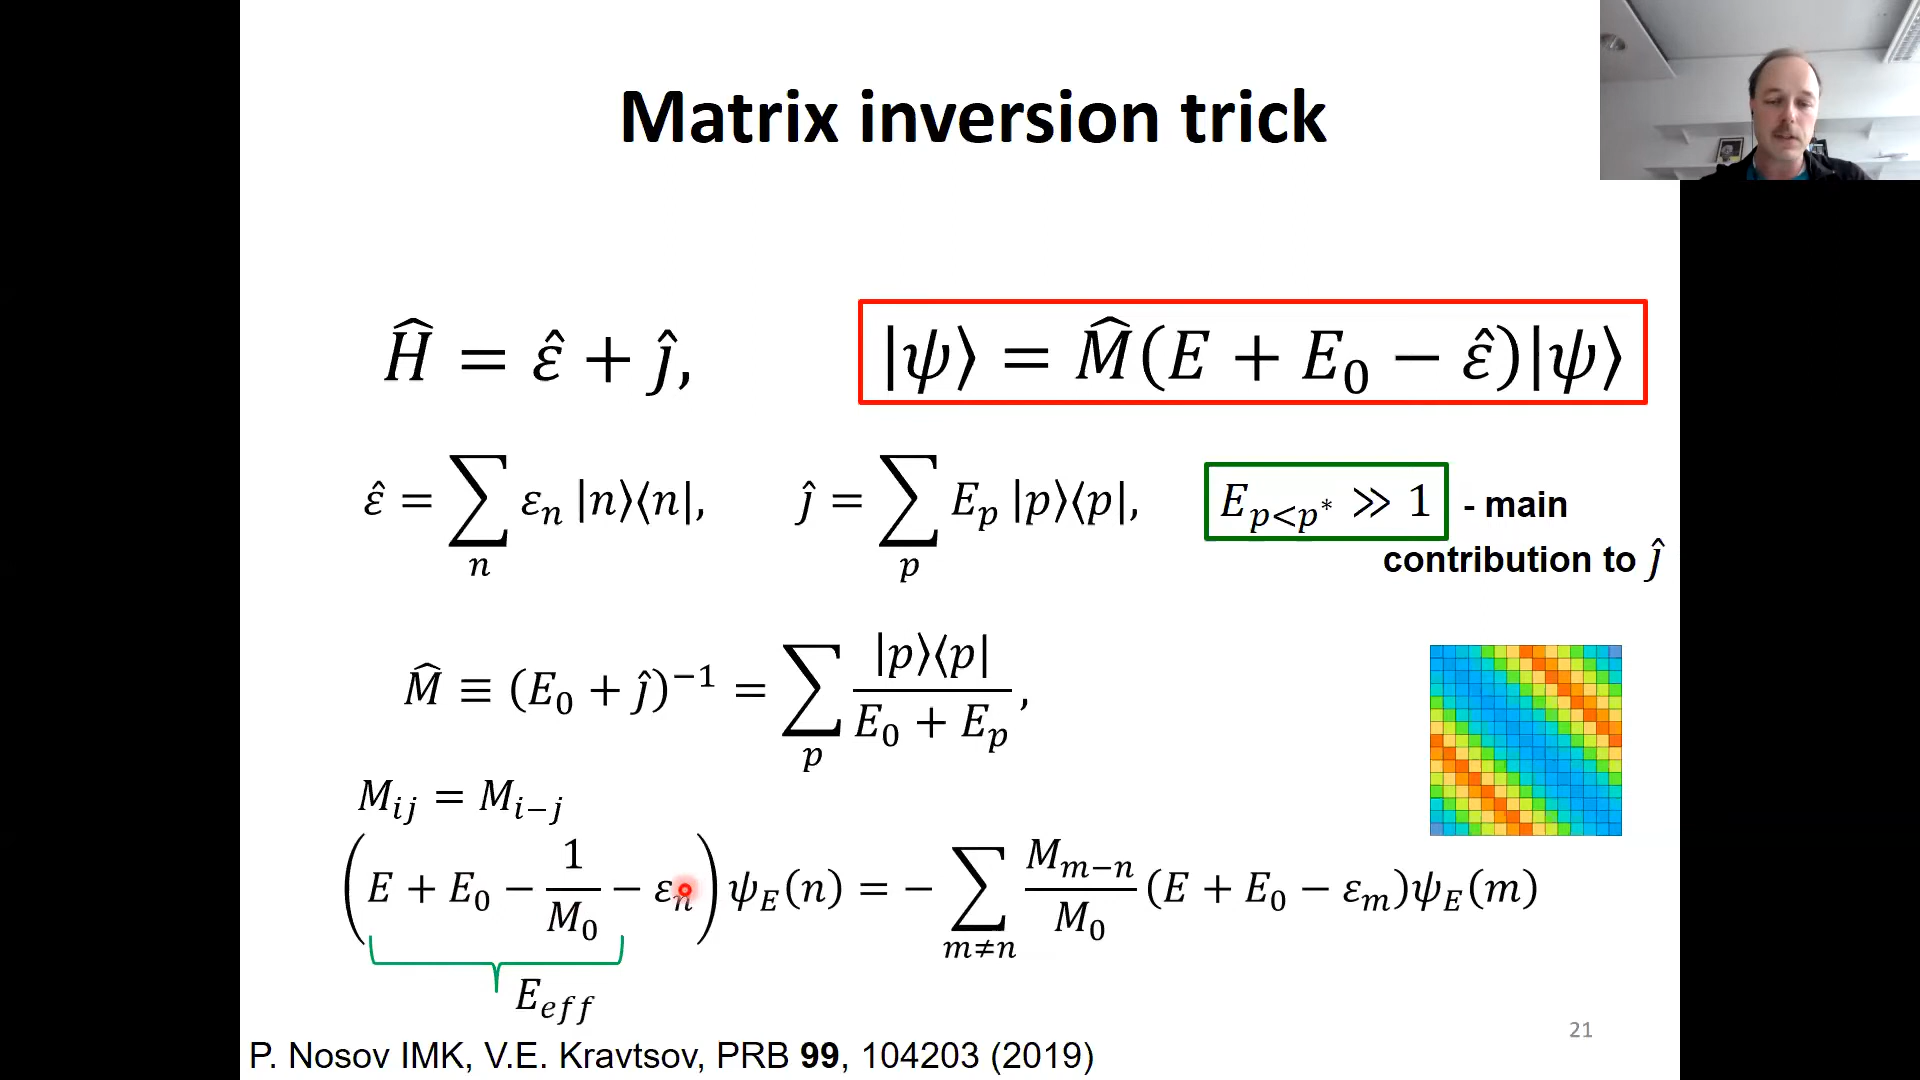 Matrix inversion trick
Ĥ = ε̂ + ĵ, |ψ⟩ = M̂(E + E₀ − ε̂)|ψ⟩
ε̂ = ∑ₙ εₙ |n⟩⟨n|, ĵ = ∑ₚ Eₚ |p⟩⟨p|, E_{p<p*} ≫ 1 - main
contribution to ĵ
M̂ ≡ (E₀ + ĵ)⁻¹ = ∑ₚ |p⟩⟨p| / (E₀ + Eₚ),
M_{ij} = M_{i−j}
(E + E₀ − 1/M₀ − εₙ) ψ_E(n) = − ∑_{m≠n} M_{m−n}/M₀ (E + E₀ − ε_m)ψ_E(m)
E_{eff}
21
P. Nosov IMK, V.E. Kravtsov, PRB 99, 104203 (2019)